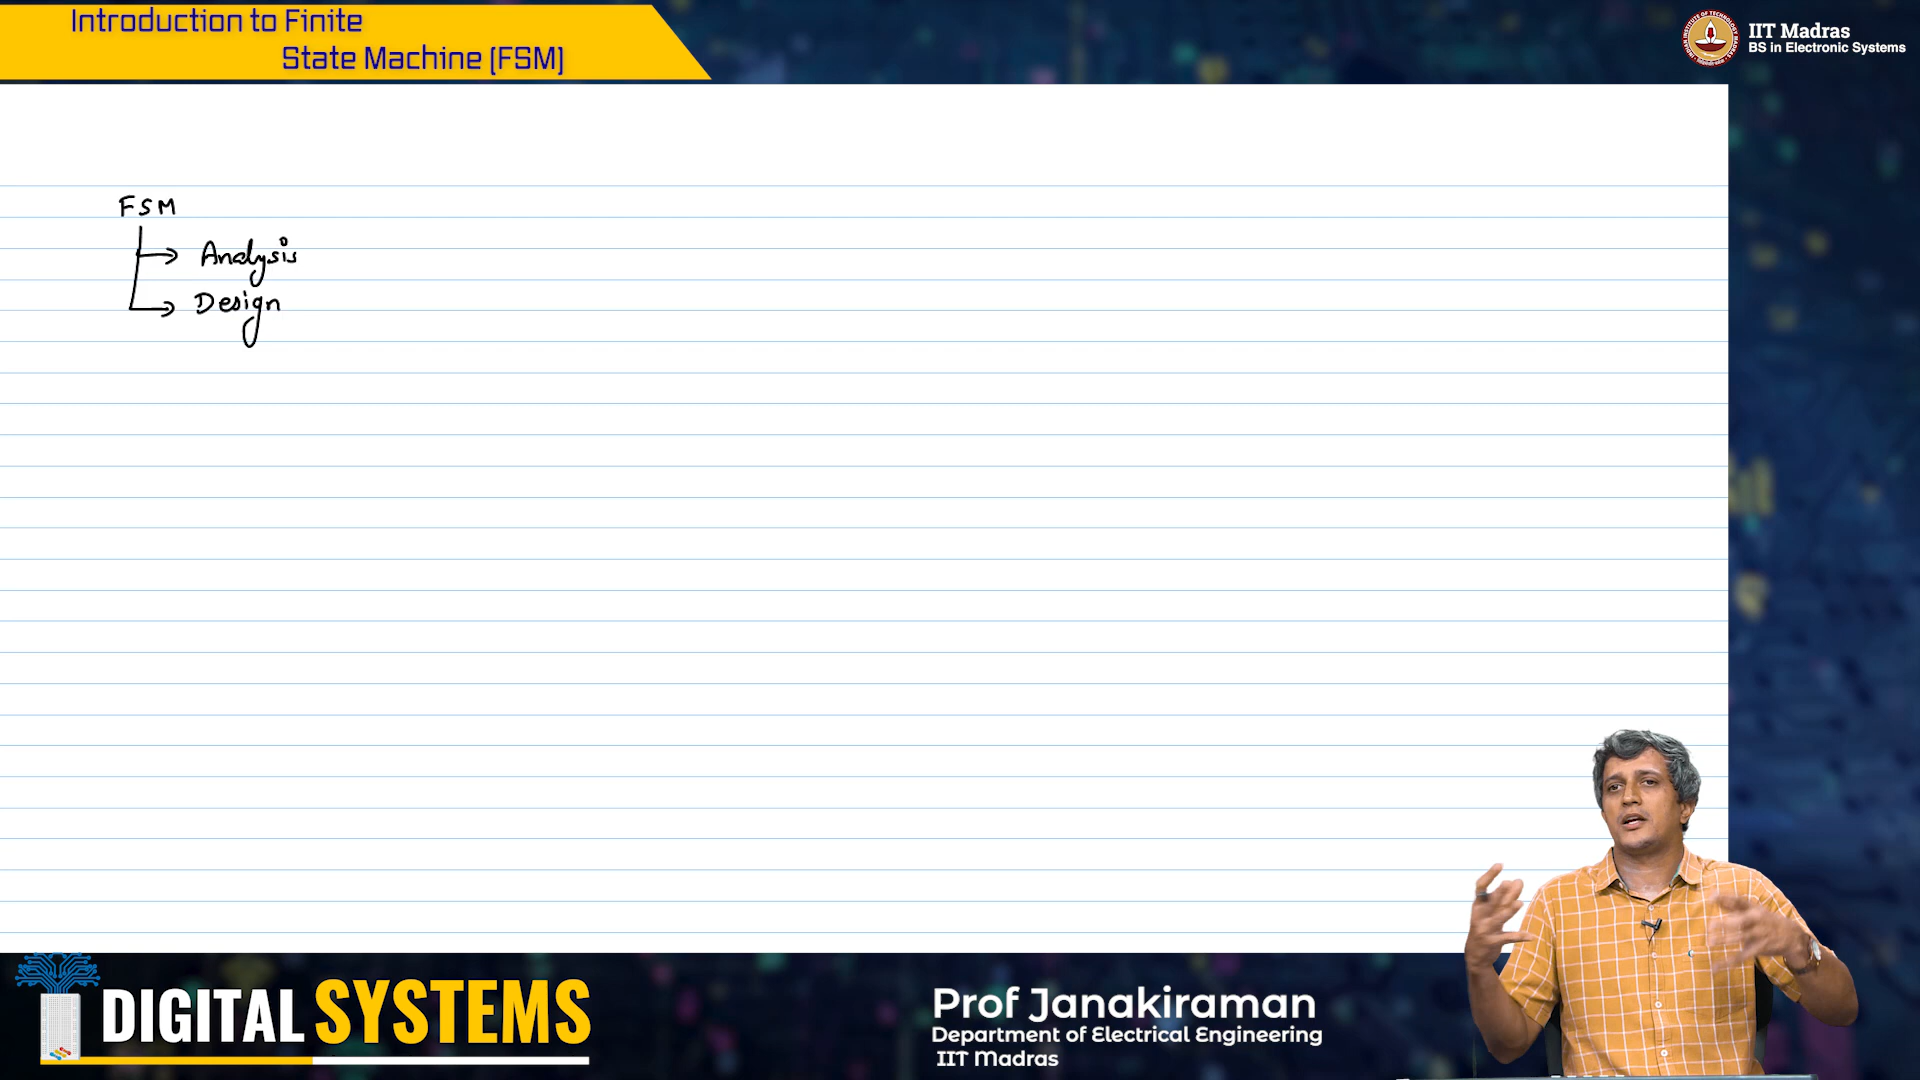 Introduction to Finite
State Machine (FSM)
IIT Madras
BS in Electronic Systems
FSM
Analysis
Design
DIGITAL SYSTEMS
Prof Janakiraman
Department of Electrical Engineering
IIT Madras